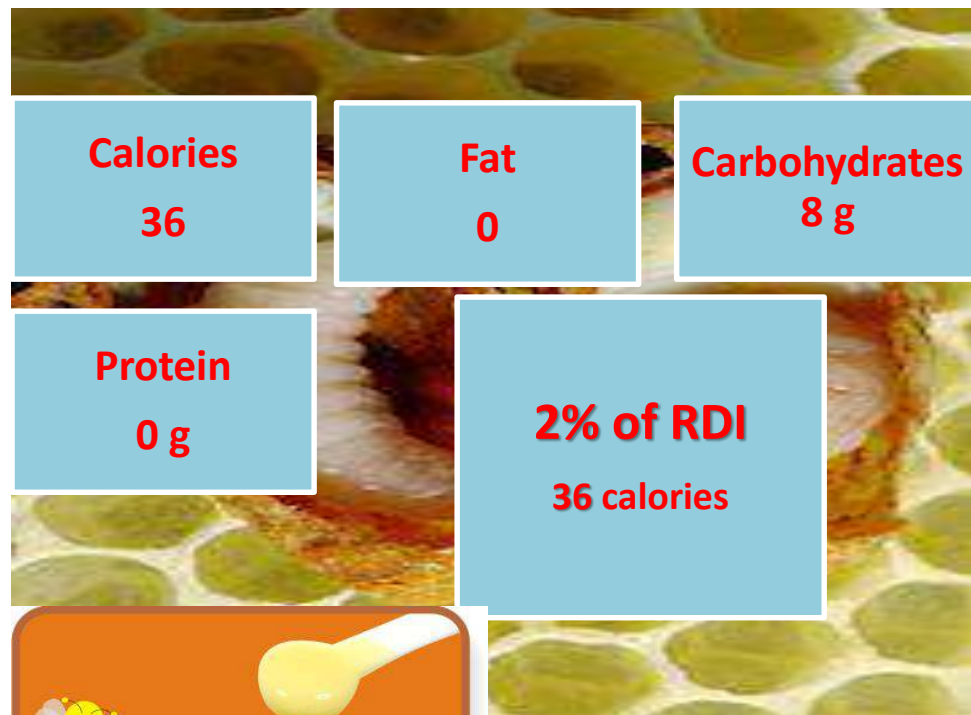 Calories
36
Fat
0
Carbohydrates
8 g
Protein
0 g
2% of RDI
36 calories